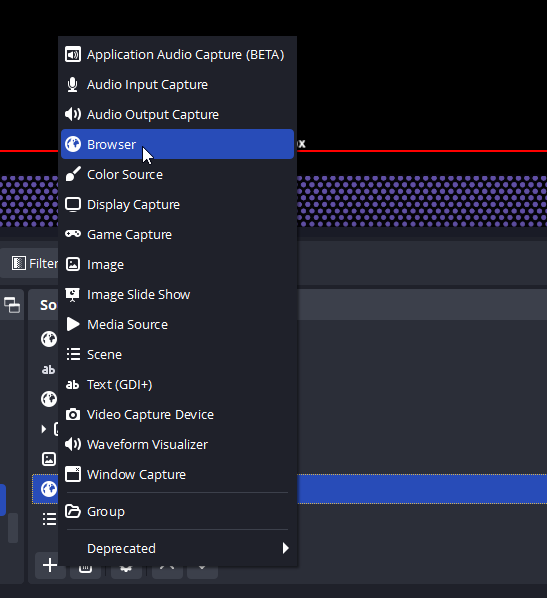 Application Audio Capture (BETA)
Audio Input Capture
Audio Output Capture
Browser
Color Source
Display Capture
Game Capture
Filter
Image
Image Slide Show
So
Media Source
Scene
ab Text (GDI+)
ab
Video Capture Device
Waveform Visualizer
Window Capture
Group
Deprecated